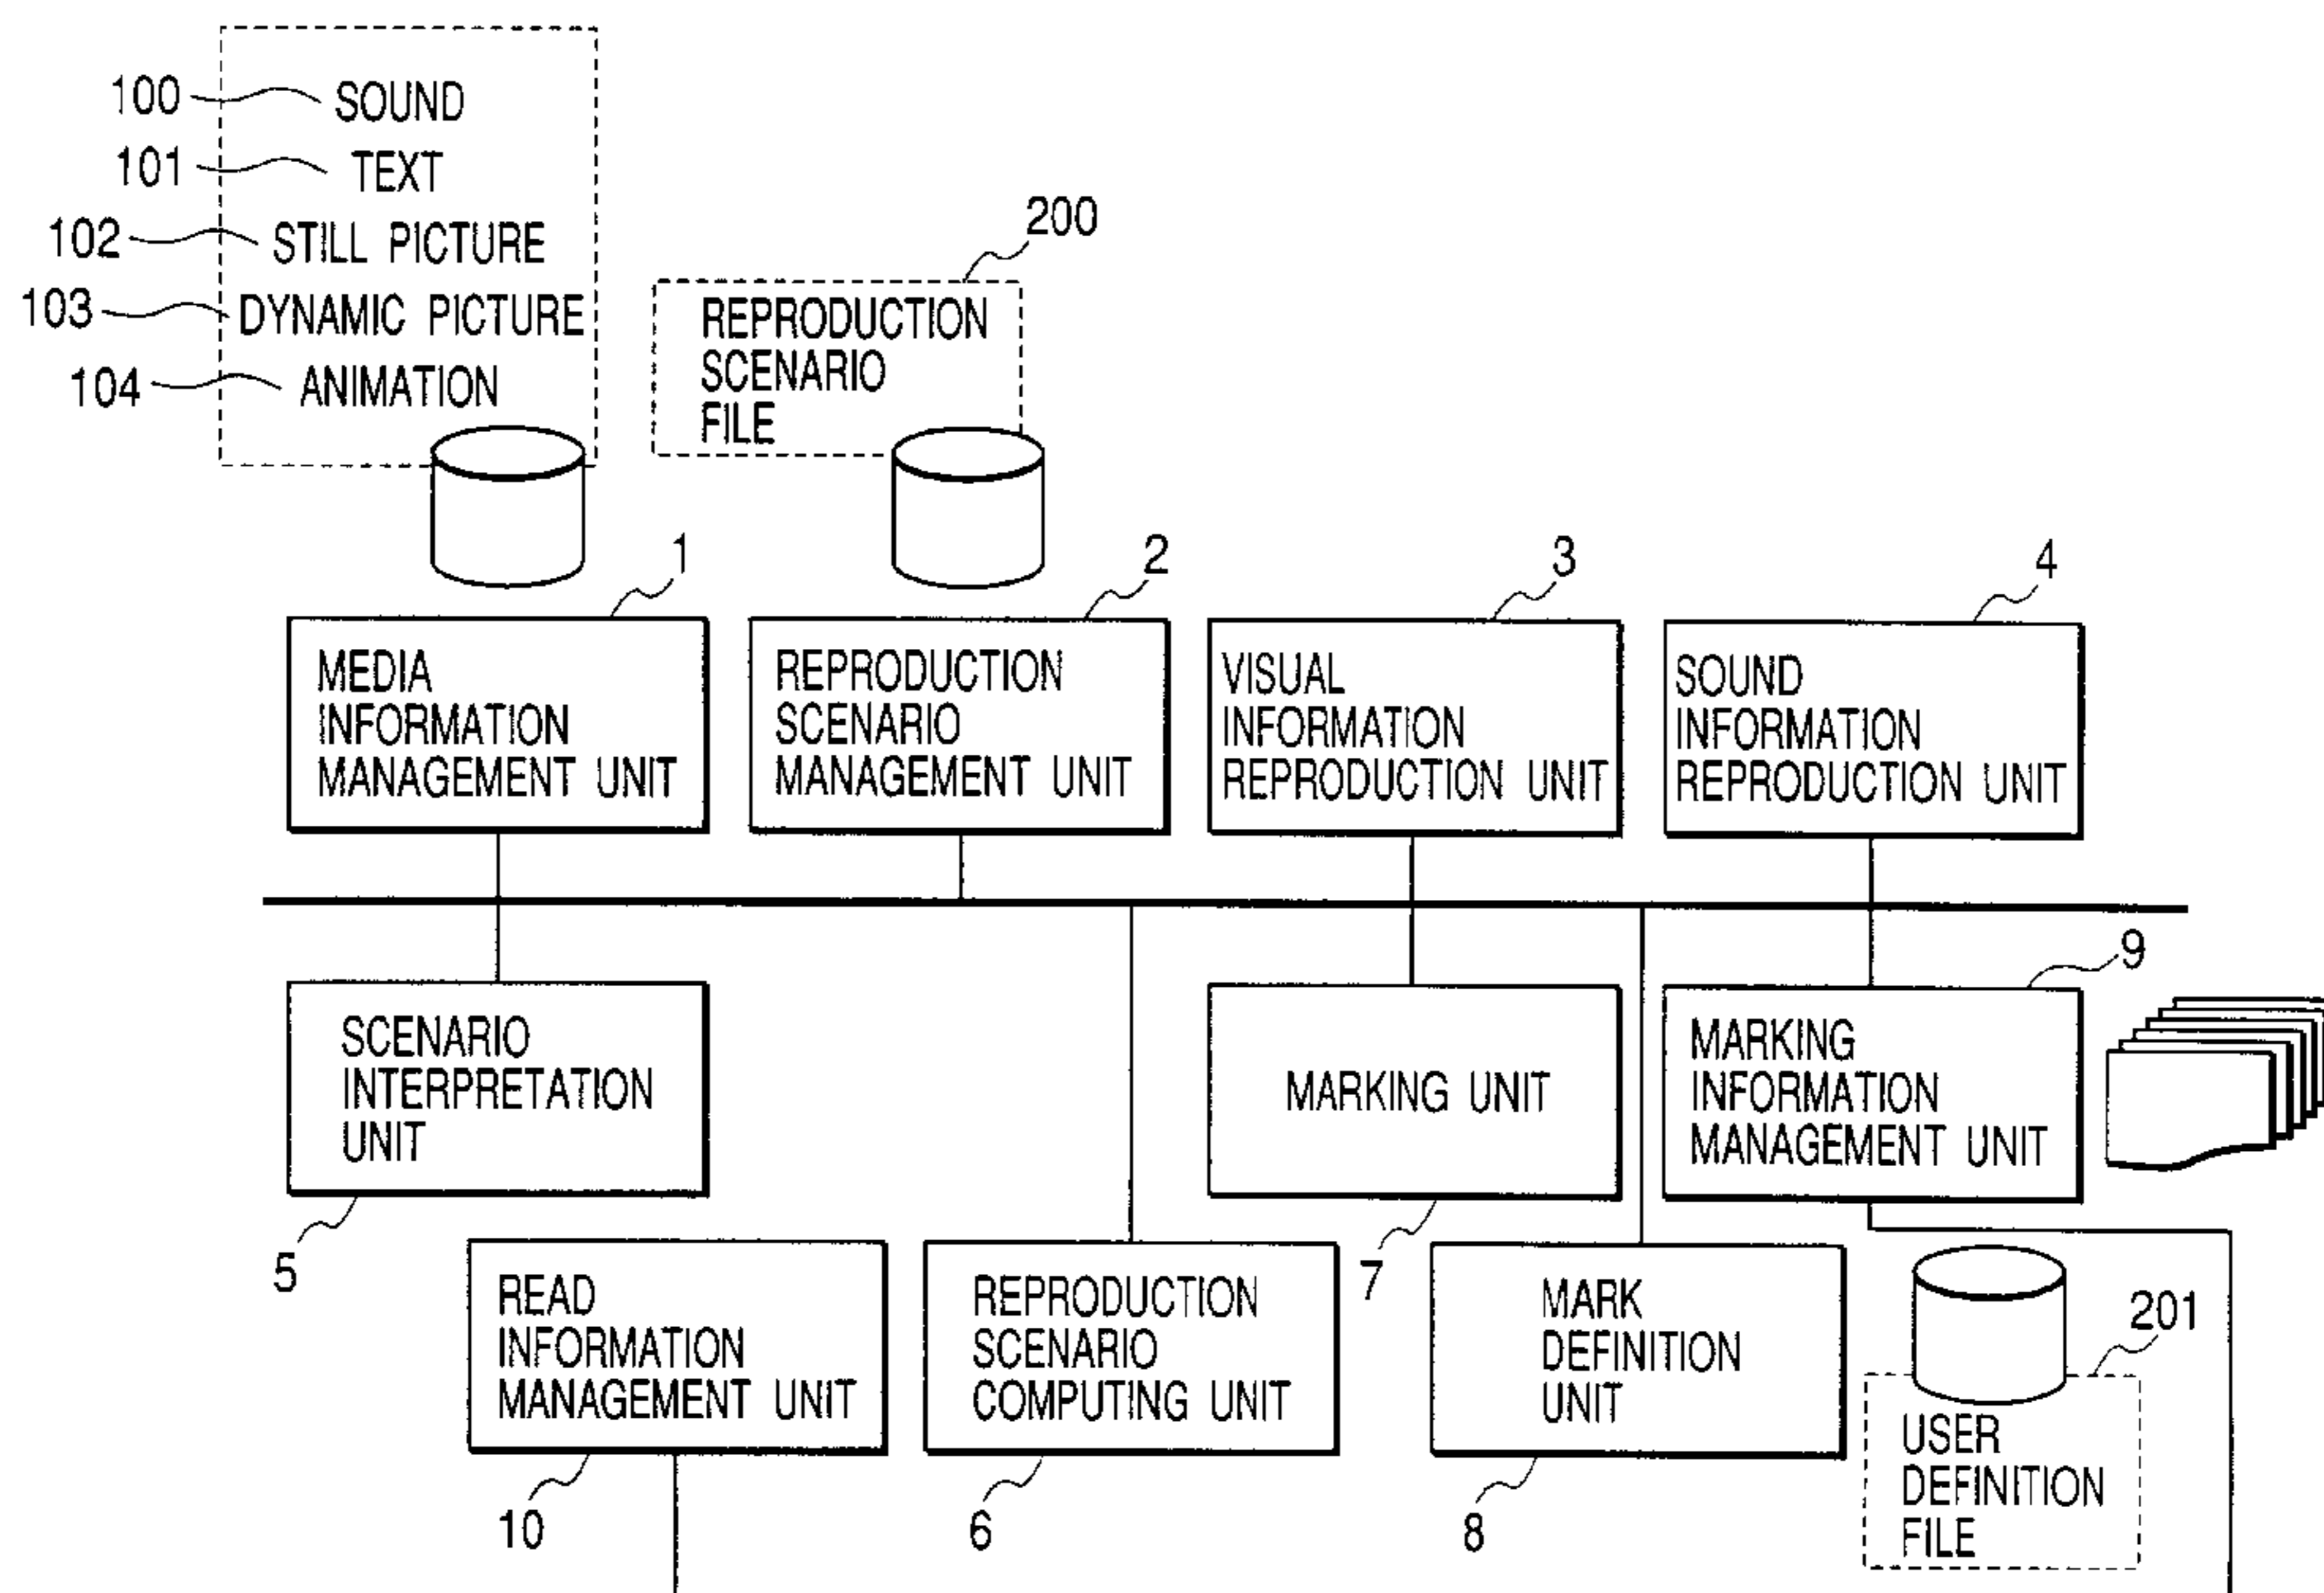 100 SOUND
101 TEXT
102 STILL PICTURE
103 DYNAMIC PICTURE
104 ANIMATION
200
REPRODUCTION
SCENARIO
FILE
1
MEDIA
INFORMATION
MANAGEMENT UNIT
2
REPRODUCTION
SCENARIO
MANAGEMENT UNIT
3
VISUAL
INFORMATION
REPRODUCTION UNIT
4
SOUND
INFORMATION
REPRODUCTION UNIT
SCENARIO
INTERPRETATION
UNIT
5
MARKING UNIT
7
9
MARKING
INFORMATION
MANAGEMENT UNIT
READ
INFORMATION
MANAGEMENT UNIT
10
REPRODUCTION
SCENARIO
COMPUTING UNIT
6
MARK
DEFINITION
UNIT
8
201
USER
DEFINITION
FILE